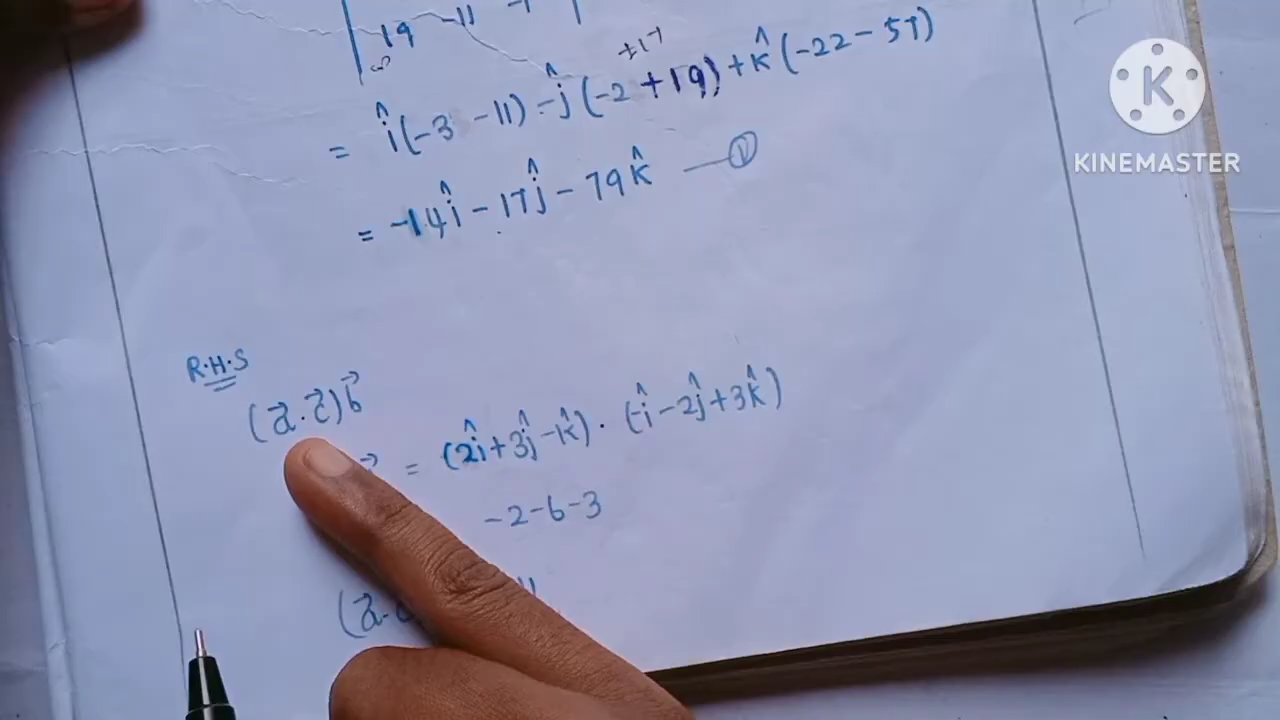 19 -11 -1
+17
= î(-3 -11) -ĵ(-2 +19) +k̂(-22 - 57)
= -14î - 17ĵ - 79k̂ —
R.H.S
(a⃗.c⃗)b⃗
= (2î+3ĵ-k̂) . (-î-2ĵ+3k̂)
-2-6-3
(a⃗.c
K
KINEMASTER